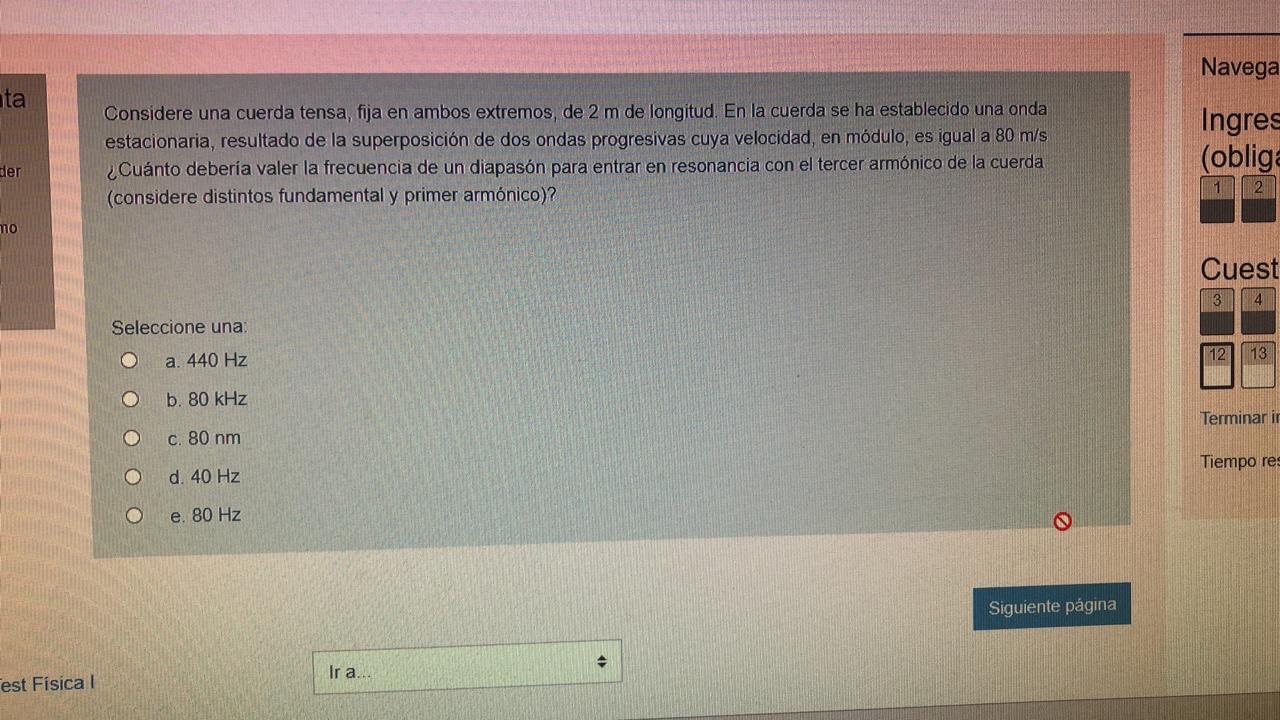 Considere una cuerda tensa, fija en ambos extremos, de 2 m de longitud. En la cuerda se ha establecido una onda
estacionaria, resultado de la superposición de dos ondas progresivas cuya velocidad, en módulo, es igual a 80 m/s
¿Cuánto debería valer la frecuencia de un diapasón para entrar en resonancia con el tercer armónico de la cuerda
(considere distintos fundamental y primer armónico)?
Seleccione una:
a. 440 Hz
b. 80 kHz
c. 80 nm
d. 40 Hz
e. 80 Hz
Siguiente página
Ir a...
est Física I
nta
der
mo
Navega
Ingres
(obliga
1 2
Cuest
3 4
12 13
Terminar in
Tiempo res